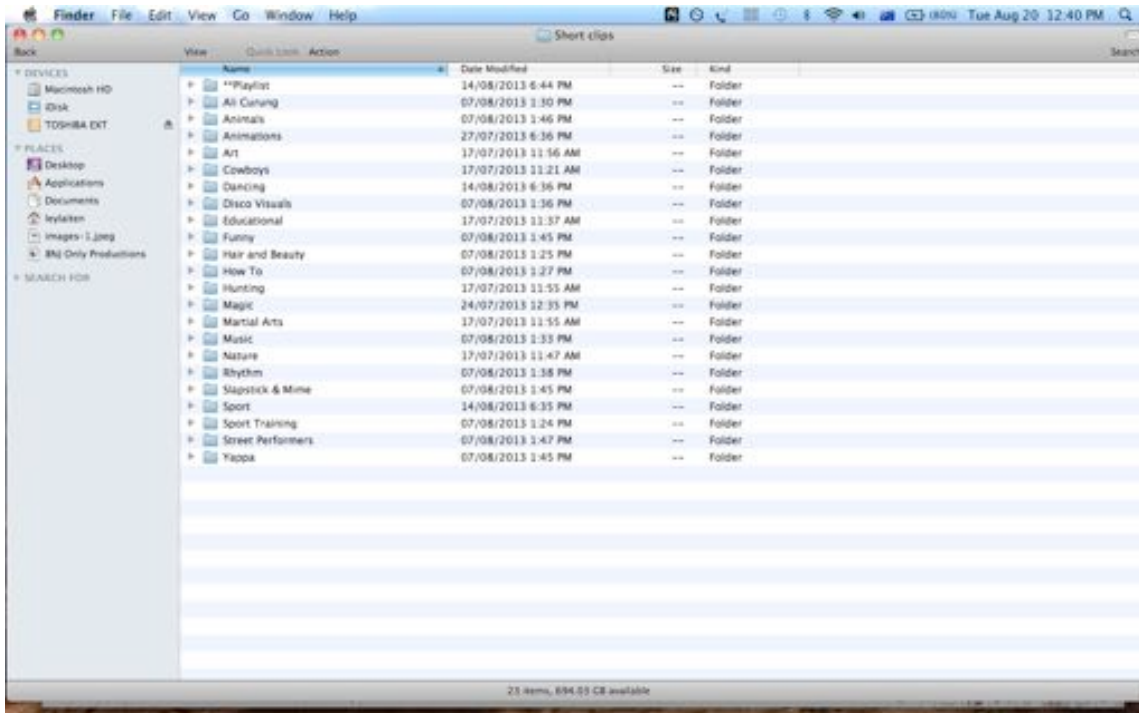 Finder File Edit View Go Window Help (80%) Tue Aug 20 12:40 PM
Short clips
Back View Quick Look Action Search
Name Date Modified Size Kind
DEVICES
Macintosh HD
iDisk
TOSHIBA EXT
PLACES
Desktop
Applications
Documents
leylaiten
images-1.jpeg
Only Productions
SEARCH FOR
**Playlist 14/08/2013 6:44 PM -- Folder
Ali Curung 07/08/2013 1:30 PM -- Folder
Animals 07/08/2013 1:46 PM -- Folder
Animations 27/07/2013 6:36 PM -- Folder
Art 17/07/2013 11:56 AM -- Folder
Cowboys 17/07/2013 11:21 AM -- Folder
Dancing 14/08/2013 6:36 PM -- Folder
Disco Visuals 07/08/2013 1:36 PM -- Folder
Educational 17/07/2013 11:37 AM -- Folder
Funny 07/08/2013 1:45 PM -- Folder
Hair and Beauty 07/08/2013 1:25 PM -- Folder
How To 07/08/2013 1:27 PM -- Folder
Hunting 17/07/2013 11:55 AM -- Folder
Magic 24/07/2013 12:35 PM -- Folder
Martial Arts 17/07/2013 11:55 AM -- Folder
Music 07/08/2013 1:33 PM -- Folder
Nature 17/07/2013 11:47 AM -- Folder
Rhythm 07/08/2013 1:38 PM -- Folder
Slapstick & Mime 07/08/2013 1:45 PM -- Folder
Sport 14/08/2013 6:35 PM -- Folder
Sport Training 07/08/2013 1:24 PM -- Folder
Street Performers 07/08/2013 1:47 PM -- Folder
Yappa 07/08/2013 1:45 PM -- Folder
23 items, 694.03 GB available